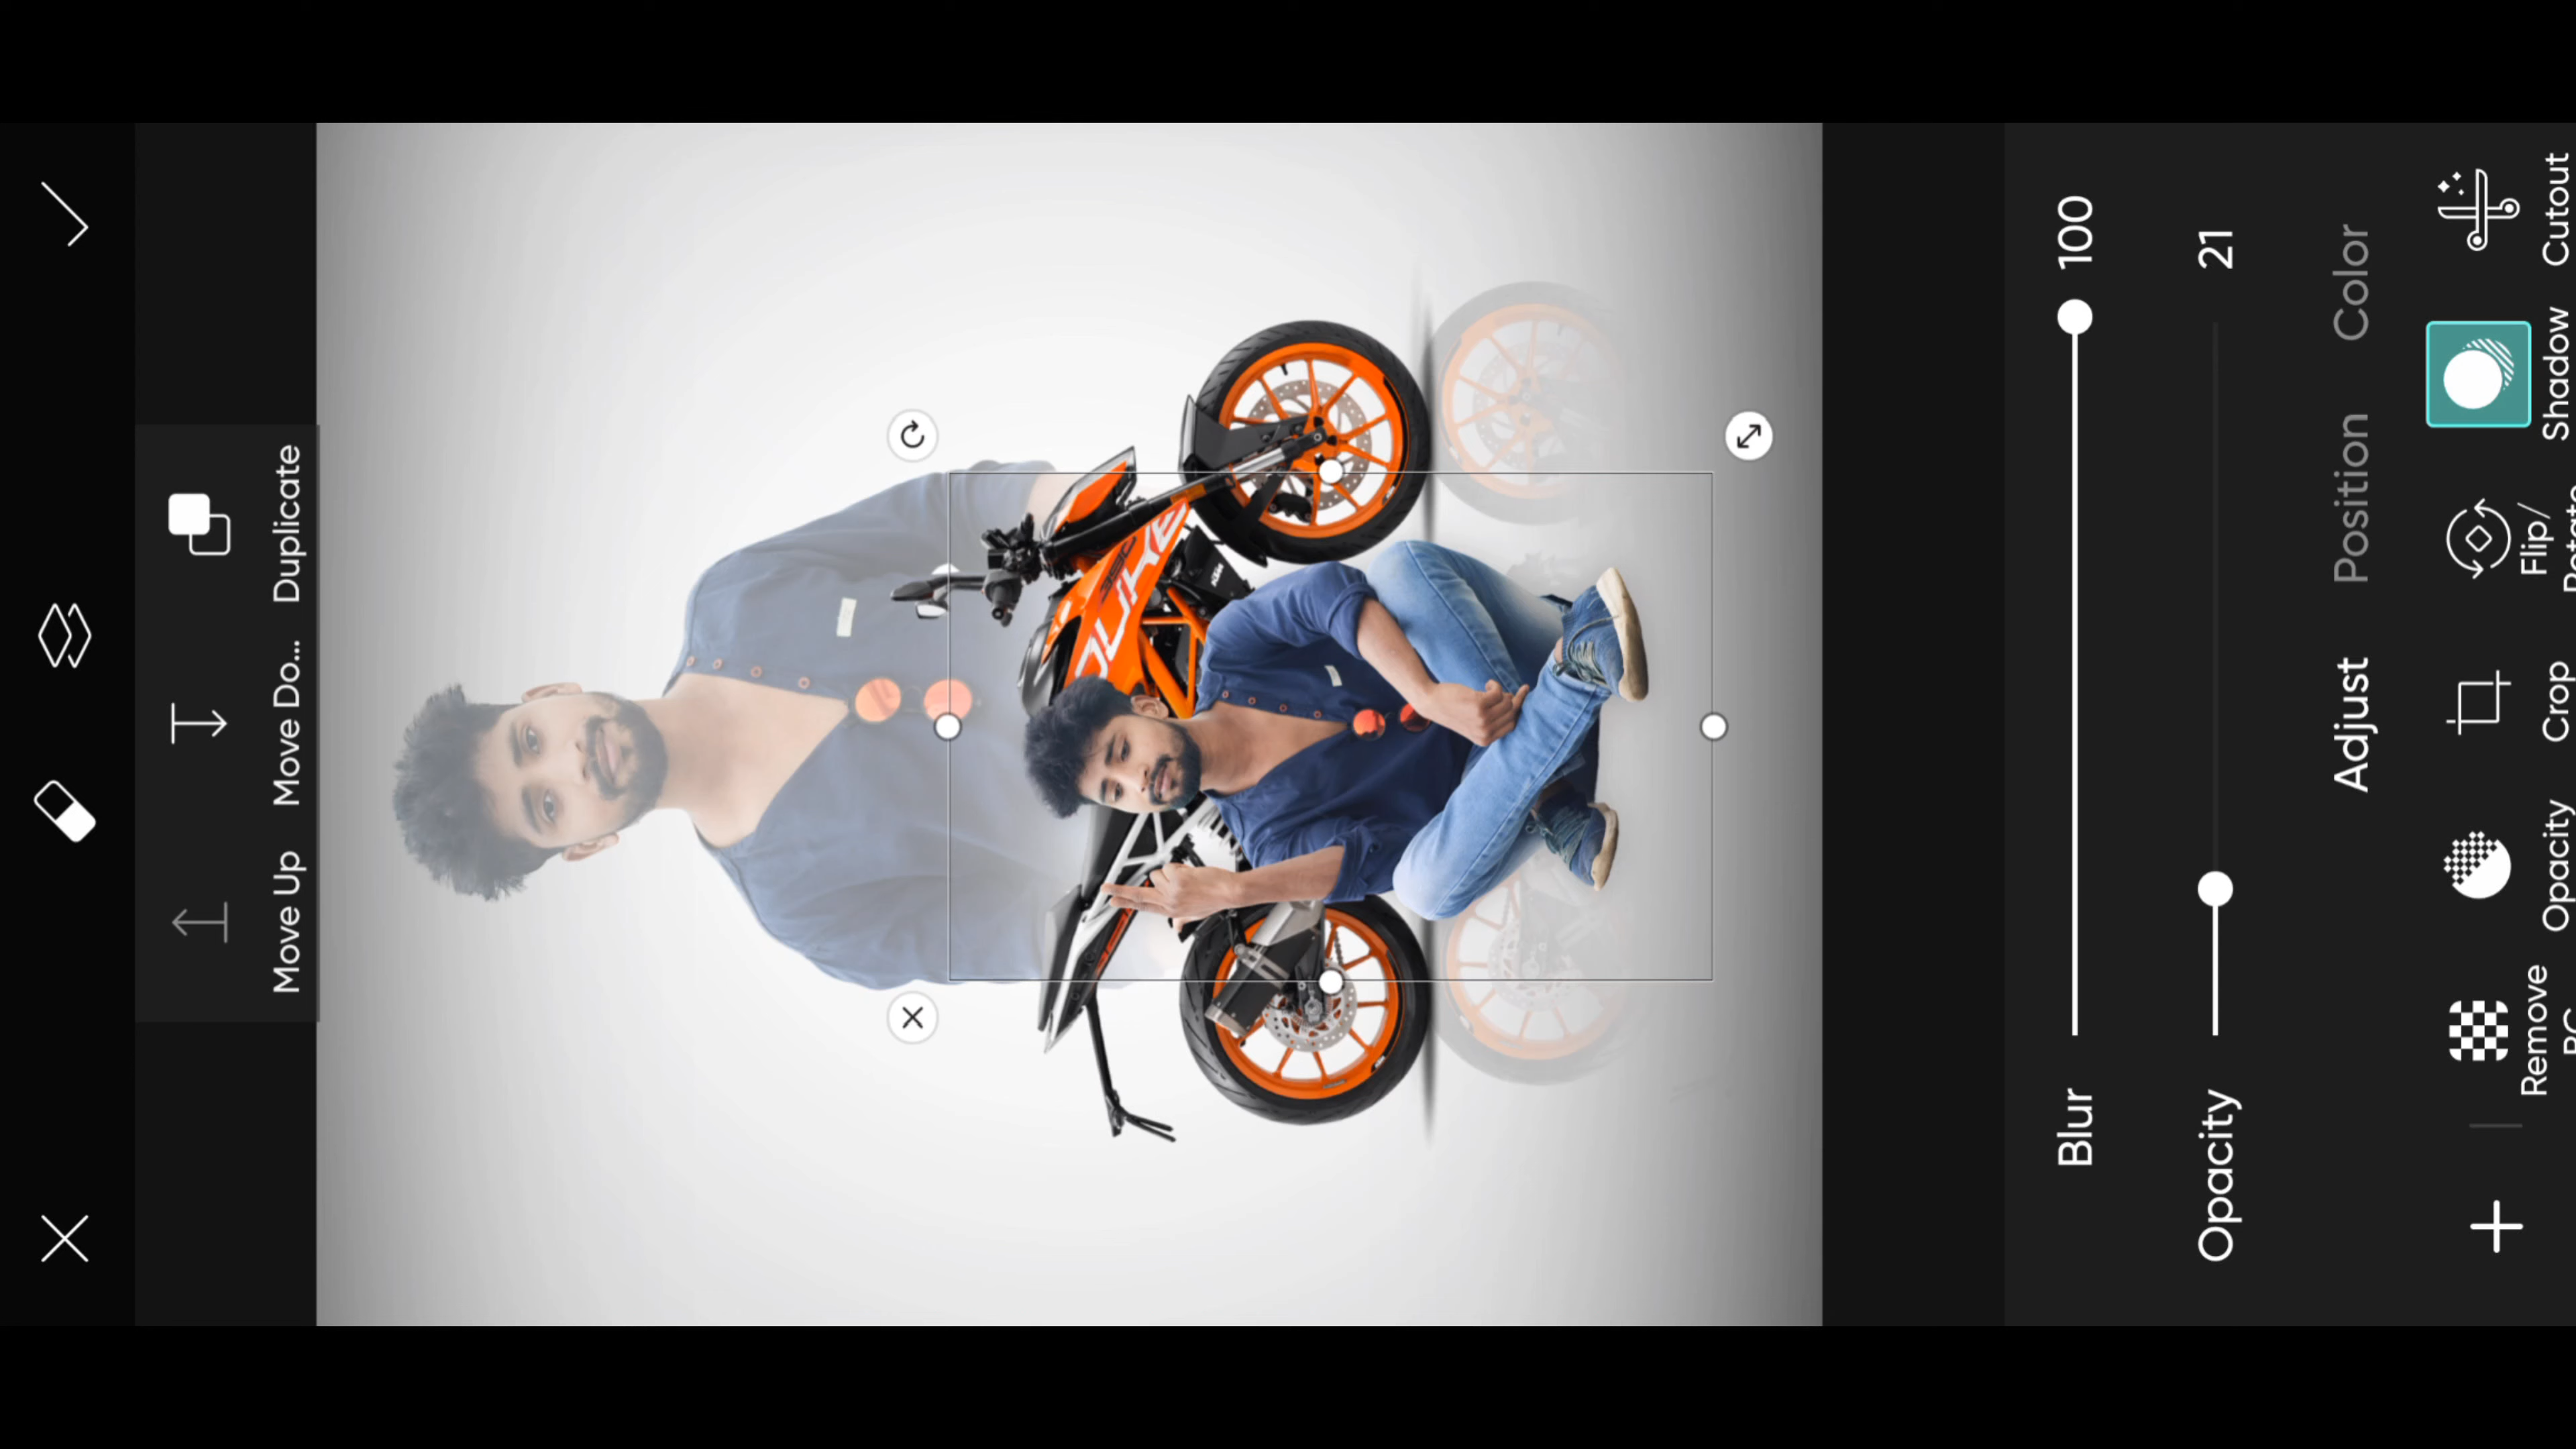 Move Up
Move Do...
Duplicate
DUKE
Blur
100
Opacity
21
Adjust
Position
Color
Remove
Opacity
Crop
Flip/
Shadow
Cutout